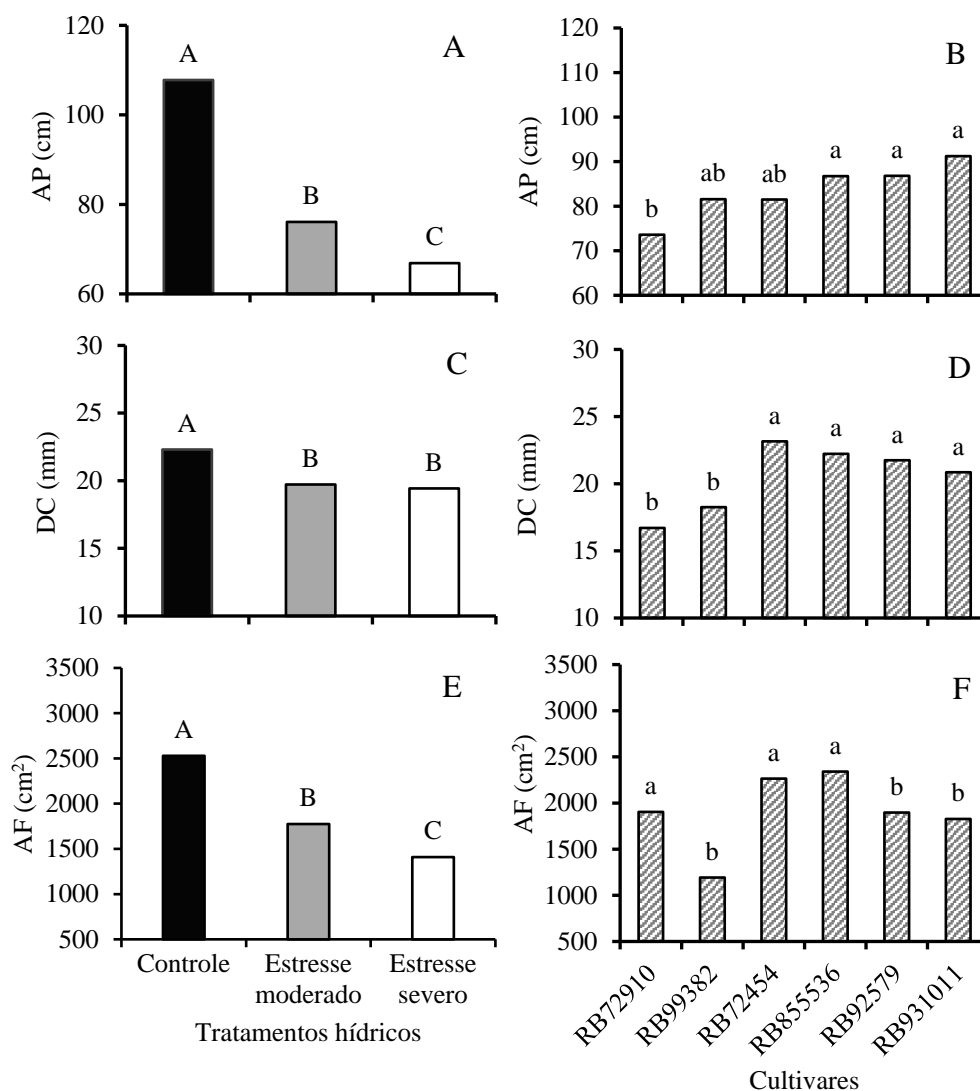 120
100
80
60
AP (cm)
A
A
B
C
120
110
100
90
80
70
60
AP (cm)
B
b
ab
ab
a
a
a
30
25
20
15
10
DC (mm)
C
A
B
B
30
25
20
15
10
DC (mm)
D
b
b
a
a
a
a
3500
3000
2500
2000
1500
1000
500
AF (cm²)
E
A
B
C
Controle
Estresse
moderado
Estresse
severo
Tratamentos hídricos
3500
3000
2500
2000
1500
1000
500
AF (cm²)
F
a
b
a
a
b
b
RB72910
RB99382
RB72454
RB855536
RB92579
RB931011
Cultivares